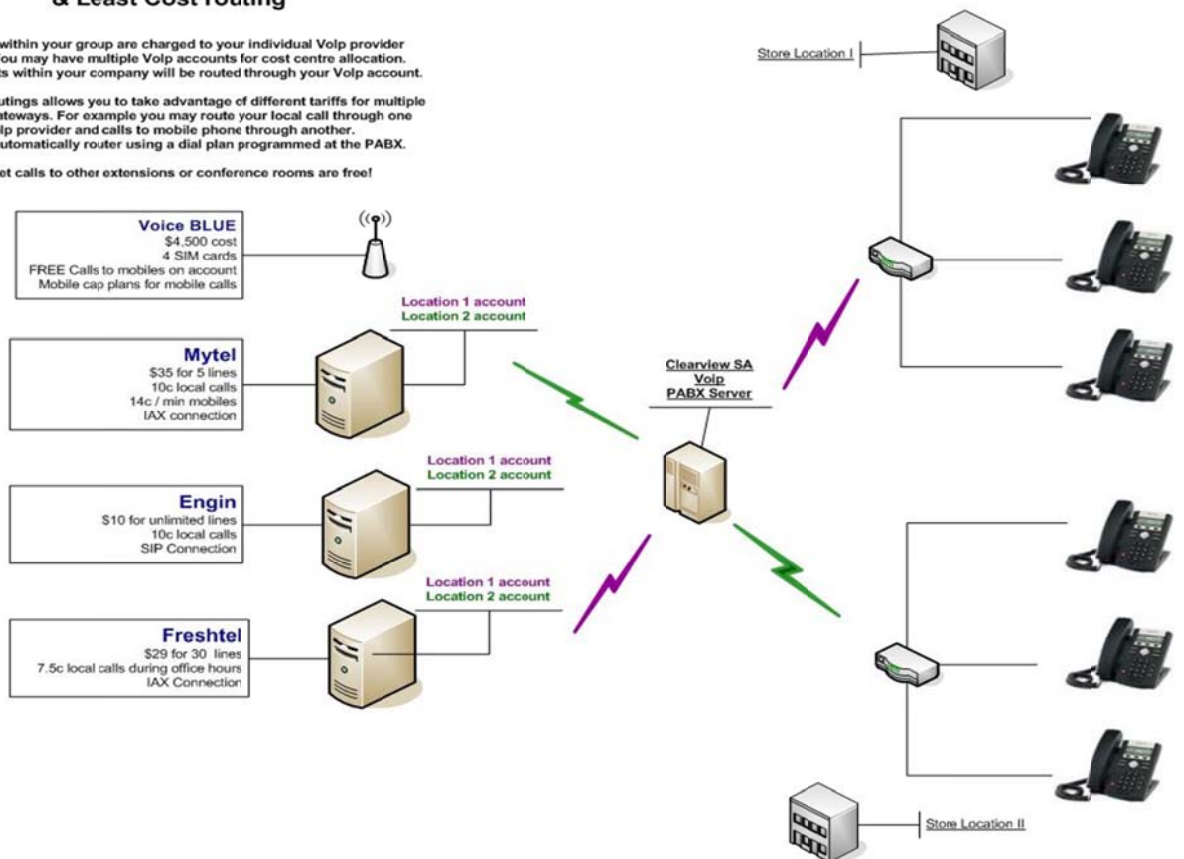 & Least Cost routing
within your group are charged to your individual VoIp provider
You may have multiple VoIp accounts for cost centre allocation.
ts within your company will be routed through your VoIp account.
utings allows you to take advantage of different tariffs for multiple
ateways. For example you may route your local call through one
Ip provider and calls to mobile phone through another.
utomatically router using a dial plan programmed at the PABX.
et calls to other extensions or conference rooms are free!
Store Location I
Voice BLUE
$4,500 cost
4 SIM cards
FREE Calls to mobiles on account
Mobile cap plans for mobile calls
Location 1 account
Location 2 account
Mytel
$35 for 5 lines
10c local calls
14c / min mobiles
IAX connection
Clearview SA
Voip
PABX Server
Location 1 account
Location 2 account
Engin
$10 for unlimited lines
10c local calls
SIP Connection
Location 1 account
Location 2 account
Freshtel
$29 for 30 lines
7.5c local calls during office hours
IAX Connection
Store Location II